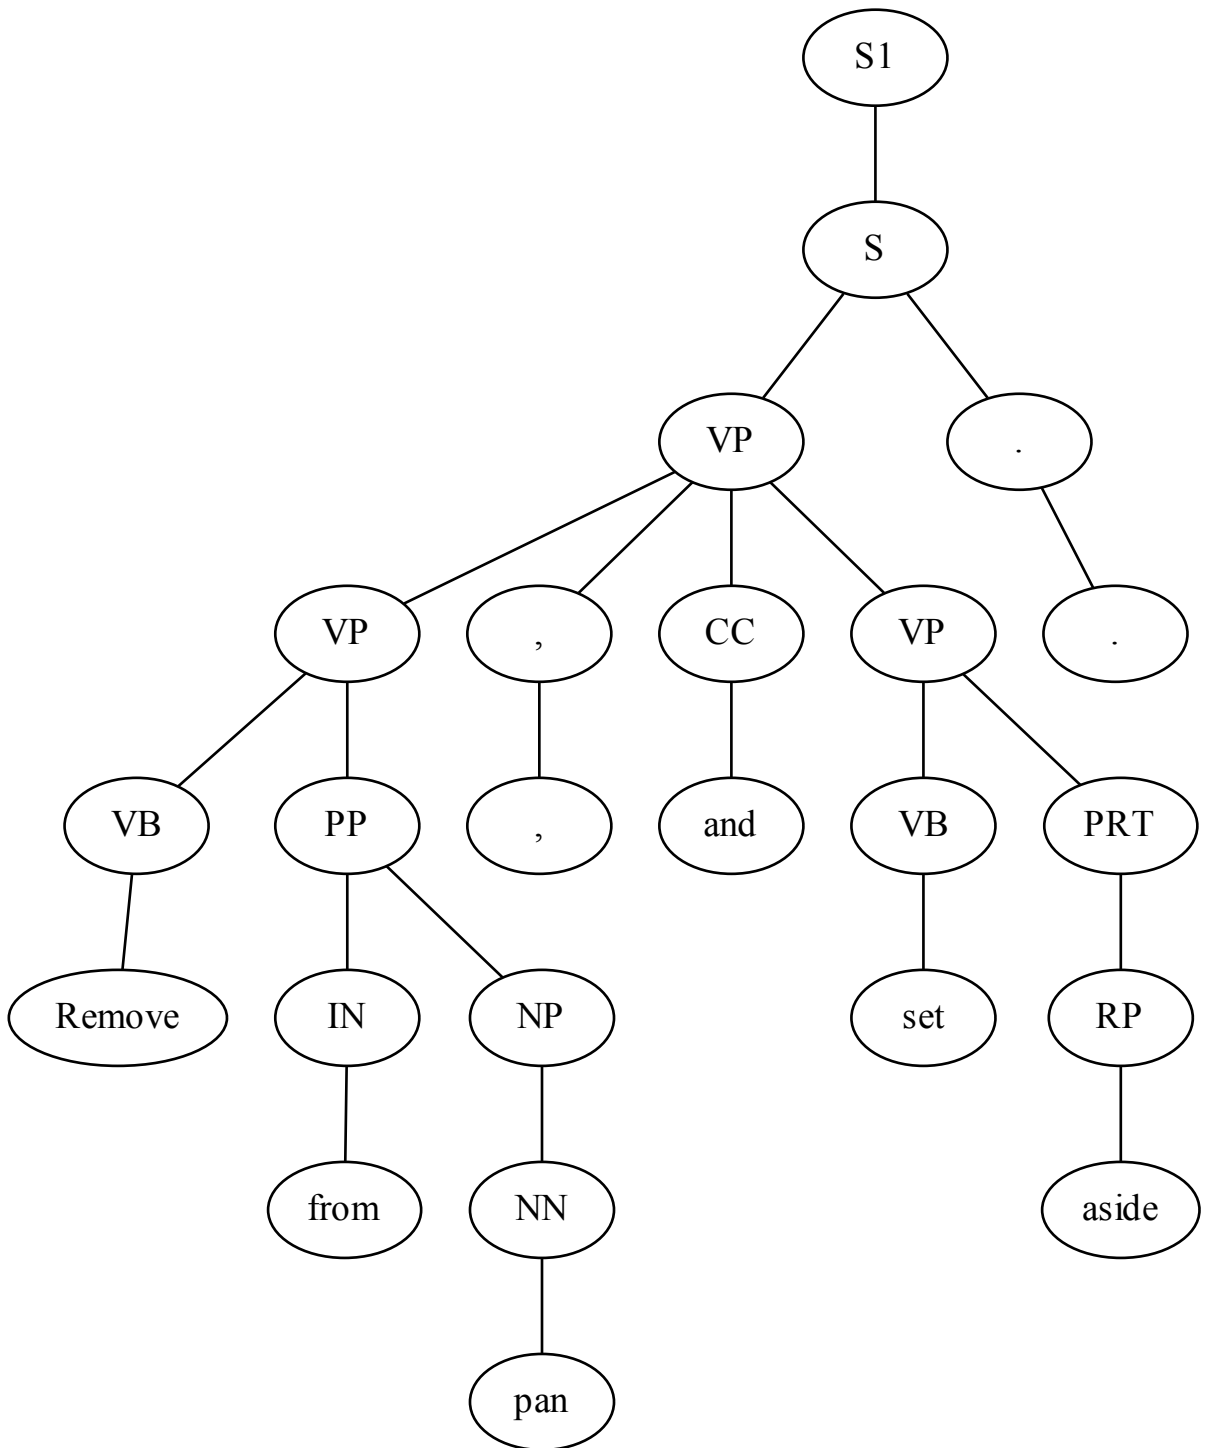 S1
S
VP .
VP , CC VP .
VB PP , and VB PRT
Remove IN NP set RP
from NN aside
pan